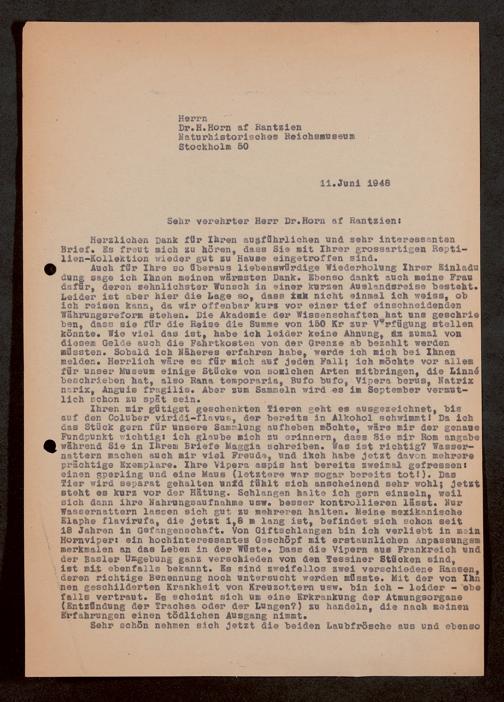 Herrn
Dr.H.Horn af Rantzien
Naturhistorisches Reichsmuseum
Stockholm 50
11.Juni 1948
Sehr verehrter Herr Dr.Horn af Rantzien:
Herzlichen Dank für Ihren ausführlichen und sehr interessanten
Brief. Es freut mich zu hören, dass Sie mit Ihrer grossartigen Repti-
lien-Kollektion wieder gut zu Hause eingetroffen sind.
Auch für Ihre so überaus liebenswürdige Wiederholung Ihrer Einladu
dung sage ich Ihnen meinen wärmsten Dank. Ebenso dankt auch meine Frau
dafür, deren sehnlichster Wunsch in einer kurzen Auslandsreise besteht.
Leider ist aber hier die Lage so, dass ich nicht einmal ich weiss, ob
ich reisen kann, da wir offenbar kurz vor einer tief einschneidenden
Währungsreform stehen. Die Akademie der Wissenschaften hat uns geschrie
ben, dass sie für die Reise die Summe von 150 Kr zur Verfügung stellen
könnte. Wie viel das ist, habe ich leider keine Ahnung, da zumal von
diesem Gelde auch die Fahrtkosten von der Grenze ab bezahlt werden
müssten. Sobald ich Näheres erfahren habe, werde ich mich bei Ihnen
melden. Herrlich wäre es für mich auf jeden Fall; ich möchte vor allem
für unser Museum einige Stücke von solchen Arten mitbringen, die Linné
beschrieben hat, also Rana temporaria, Bufo bufo, Vipera berus, Natrix
natrix, Anguis fragilis. Aber zum Sammeln wird es im September vermut-
lich schon zu spät sein.
Ihren mir gütigst geschenkten Tieren geht es ausgezeichnet, bis
auf den Coluber viridi-flavus, der bereits in Alkohol schwimmt! Da ich
das Stück gern für unsere Sammlung aufheben möchte, wäre mir der genaue
Fundpunkt wichtig: ich glaube mich zu erinnern, dass Sie mir Rom angabe
während Sie in Ihrem Briefe Maggia schreiben. Was ist richtig? Wasser-
nattern machen auch mir viel Freude, und ich habe jetzt davon mehrere
prächtige Exemplare. Ihre Vipera aspis hat bereits zweimal gefressen:
einen Sperling und eine Maus (letztere war sogar bereits tot!). Das
Tier wird separat gehalten und fühlt sich anscheinend sehr wohl; jetzt
steht es kurz vor der Hätung. Schlangen halte ich gern einzeln, weil
sich dann ihre Nahrungsaufnahme usw. besser kontrollieren lässt. Nur
Wassernattern lassen sich gut zu mehreren halten. Meine mexikanische
Elaphe flavirufa, die jetzt 1,8 m lang ist, befindet sich schon seit
18 Jahren in Gefangenschaft. Von Giftschlangen bin ich verliebt in mein
Hornviper: ein hochinteressantes Geschöpf mit erstaunlichen Anpassungsm
merkmalen an das Leben in der Wüste. Dass die Vipern aus Frankreich und
der Basler Umgebung ganz verschieden von den Tessiner Stücken sind,
ist mit ebenfalls bekannt. Es sind zweifellos zwei verschiedene Rassen,
deren richtige Benennung noch untersucht werden müsste. Mit der von Ihn
nen geschilderten Krankheit von Kreuzottern usw. bin ich - leider - ebe
falls vertraut. Es scheint sich um eine Erkrankung der Atmungsorgane
(Entzündung der Trachea oder der Lungen?) zu handeln, die nach meinen
Erfahrungen einen tödlichen Ausgang nimmt.
Sehr schön nehmen sich jetzt die beiden Laubfrösche aus und ebenso